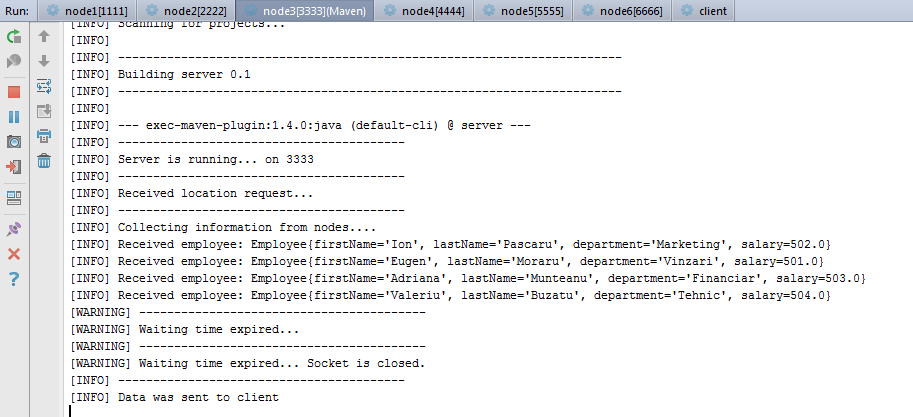 Run: node1[1111] node2[2222] node3[3333](Maven) node4[4444] node5[5555] node6[6666] client
[INFO] Scanning for projects...
[INFO]
[INFO] ------------------------------------------------------------------------
[INFO] Building server 0.1
[INFO] ------------------------------------------------------------------------
[INFO]
[INFO] --- exec-maven-plugin:1.4.0:java (default-cli) @ server ---
[INFO] -----------------------------------------
[INFO] Server is running... on 3333
[INFO] -----------------------------------------
[INFO] Received location request...
[INFO] -----------------------------------------
[INFO] Collecting information from nodes....
[INFO] Received employee: Employee{firstName='Ion', lastName='Pascaru', department='Marketing', salary=502.0}
[INFO] Received employee: Employee{firstName='Eugen', lastName='Moraru', department='Vinzari', salary=501.0}
[INFO] Received employee: Employee{firstName='Adriana', lastName='Munteanu', department='Financiar', salary=503.0}
[INFO] Received employee: Employee{firstName='Valeriu', lastName='Buzatu', department='Tehnic', salary=504.0}
[WARNING] -----------------------------------------
[WARNING] Waiting time expired...
[WARNING] -----------------------------------------
[WARNING] Waiting time expired... Socket is closed.
[INFO] -----------------------------------------
[INFO] Data was sent to client